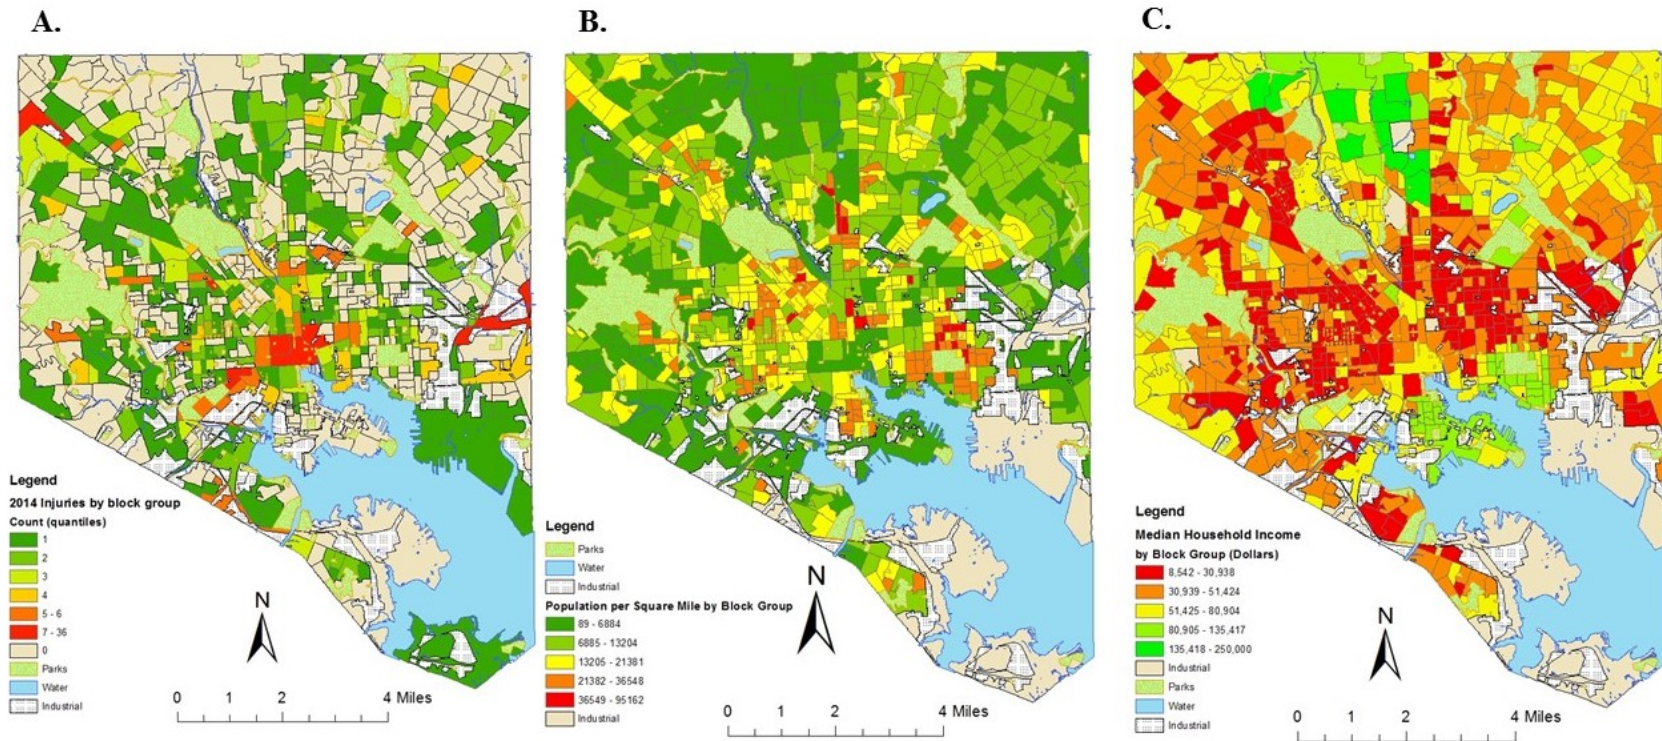 A.
B.
C.
Legend
2014 Injuries by block group
Count (quantiles)
1
2
3
4
5 - 6
7 - 36
0
Parks
Water
Industrial
N
0 1 2 4 Miles
Legend
Parks
Water
Industrial
Population per Square Mile by Block Group
89 - 6884
6885 - 13204
13205 - 21381
21382 - 36548
36549 - 95162
Industrial
N
0 1 2 4 Miles
Legend
Median Household Income
by Block Group (Dollars)
8,542 - 30,938
30,939 - 51,424
51,425 - 80,904
80,905 - 135,417
135,418 - 250,000
Industrial
Parks
Water
Industrial
N
0 1 2 4 Miles